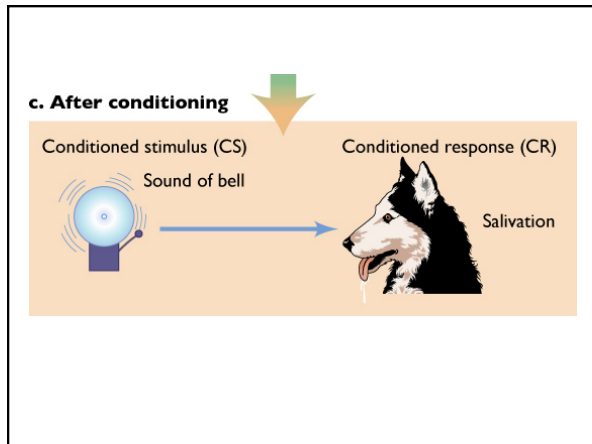 c. After conditioning
Conditioned stimulus (CS)
Conditioned response (CR)
Sound of bell
Salivation